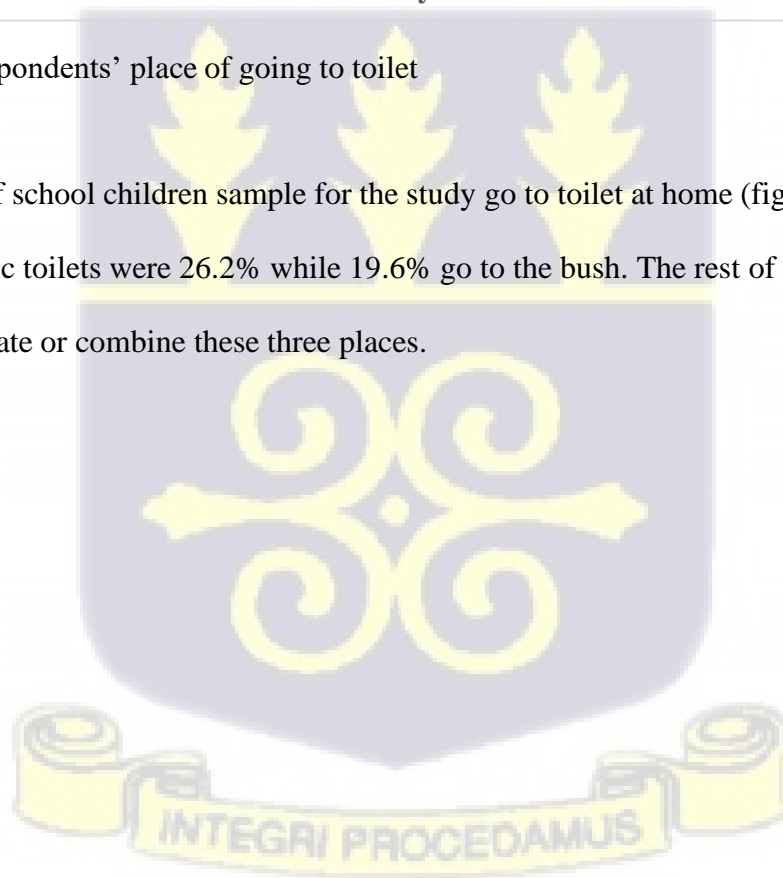 pondents’ place of going to toilet
f school children sample for the study go to toilet at home (fig
ic toilets were 26.2% while 19.6% go to the bush. The rest of
ate or combine these three places.
INTEGRI PROCEDAMUS